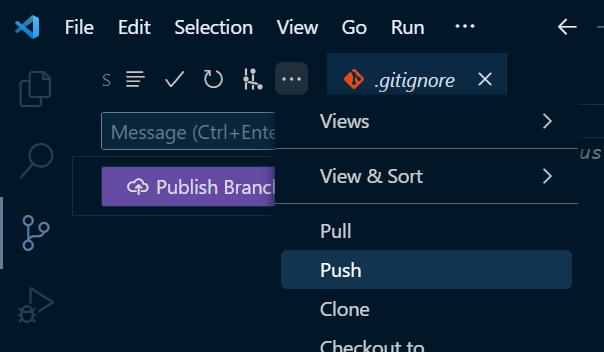 File Edit Selection View Go Run ...
S
.gitignore
Message (Ctrl+Ente
Publish Branch
Views
us
View & Sort
Pull
Push
Clone
Checkout to